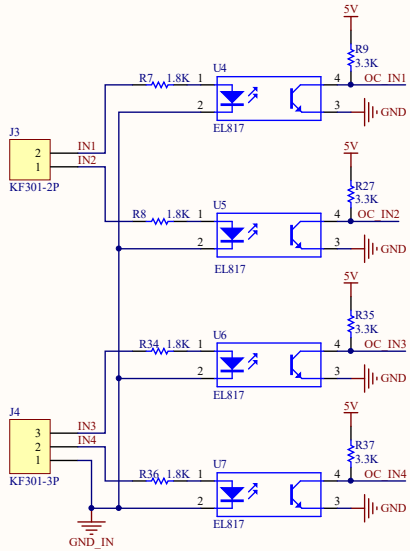 5V
R9
3.3K
U4
R7 1.8K 1
4 OC_IN1
2
3
GND
EL817
J3
IN1
2
IN2
1
KF301-2P
5V
R27
3.3K
U5
R8 1.8K 1
4 OC_IN2
2
3
GND
EL817
5V
R35
3.3K
U6
R34 1.8K 1
4 OC_IN3
2
3
GND
EL817
J4
IN3
3
IN4
2
1
KF301-3P
5V
R37
3.3K
U7
R36 1.8K 1
4 OC_IN4
2
3
GND
EL817
GND_IN